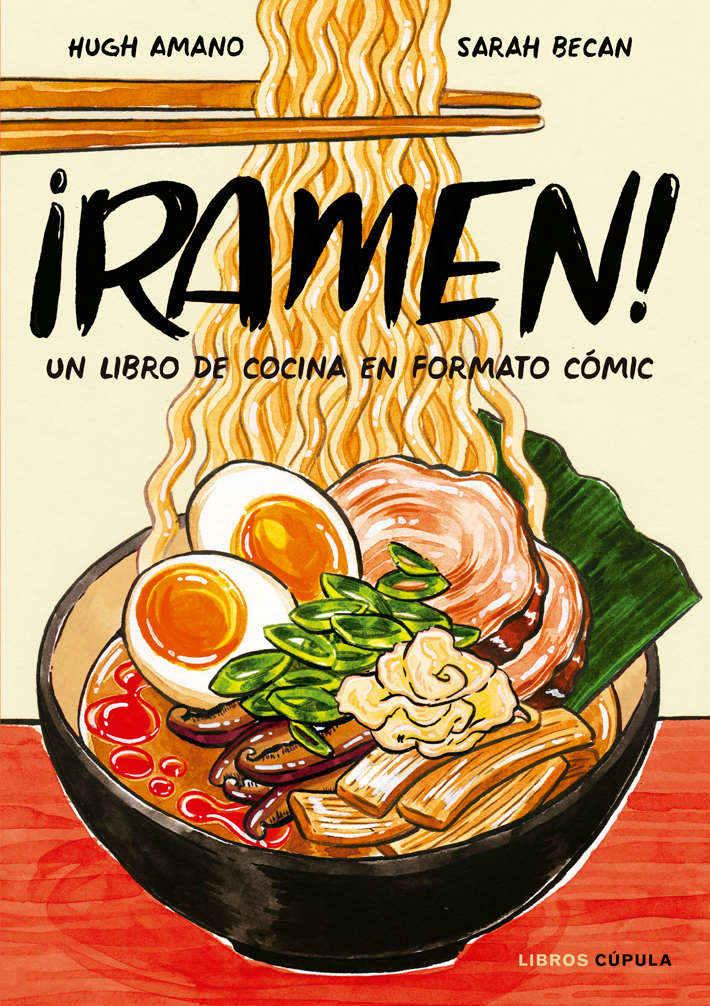 HUGH AMANO SARAH BECAN
¡RAMEN!
UN LIBRO DE COCINA EN FORMATO CÓMIC
LIBROS CÚPULA